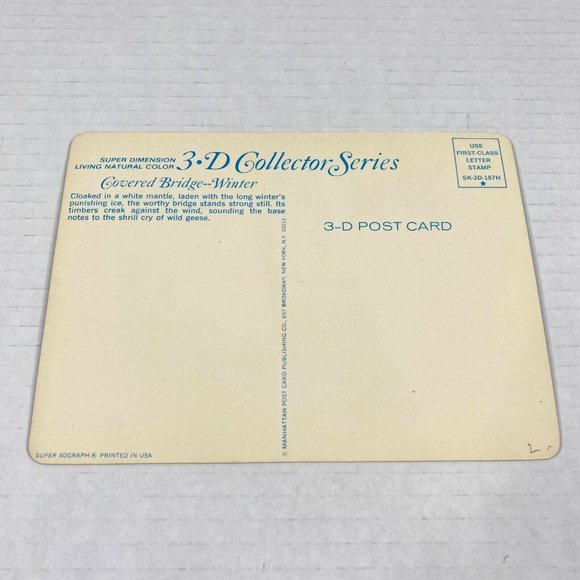 SUPER DIMENSION
LIVING NATURAL COLOR
3·D Collector Series
Covered Bridge--Winter
Cloaked in a white mantle, laden with the long winter's
punishing ice, the worthy bridge stands strong still. Its
timbers creak against the wind, sounding the base
notes to the shrill cry of wild geese.
USE
FIRST-CLASS
LETTER
STAMP
SK-3D-187H
★
3-D POST CARD
© MANHATTAN POST CARD PUBLISHING CO., 657 BROADWAY, NEW YORK, N.Y. 10012
SUPER XOGRAPH ® PRINTED IN USA